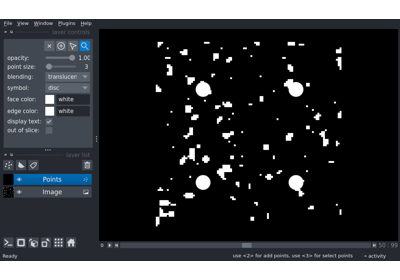 File View Window Plugins Help
layer controls
opacity: 1.00
point size: 3
blending: translucen
symbol: disc
face color: white
edge color: white
display text:
out of slice:
layer list
Points
Image
0 50 99
Ready use <2> for add points, use <3> for select points activity